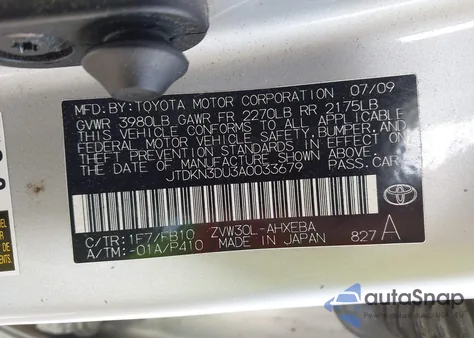 MFD. BY: TOYOTA MOTOR CORPORATION 07/09
GVWR 3980LB GAWR FR 2270LB RR 2175LB
THIS VEHICLE CONFORMS TO ALL APPLICABLE
FEDERAL MOTOR VEHICLE SAFETY, BUMPER, AND
THEFT PREVENTION STANDARDS IN EFFECT ON
THE DATE OF MANUFACTURE SHOWN ABOVE.
JTDKN3DU3A0033679 PASS. CAR
C/TR: 1F7/FB10 ZVW30L-AHXEBA
A/TM: -01A/P410 MADE IN JAPAN 827 A
TOYOTA
autoSnap